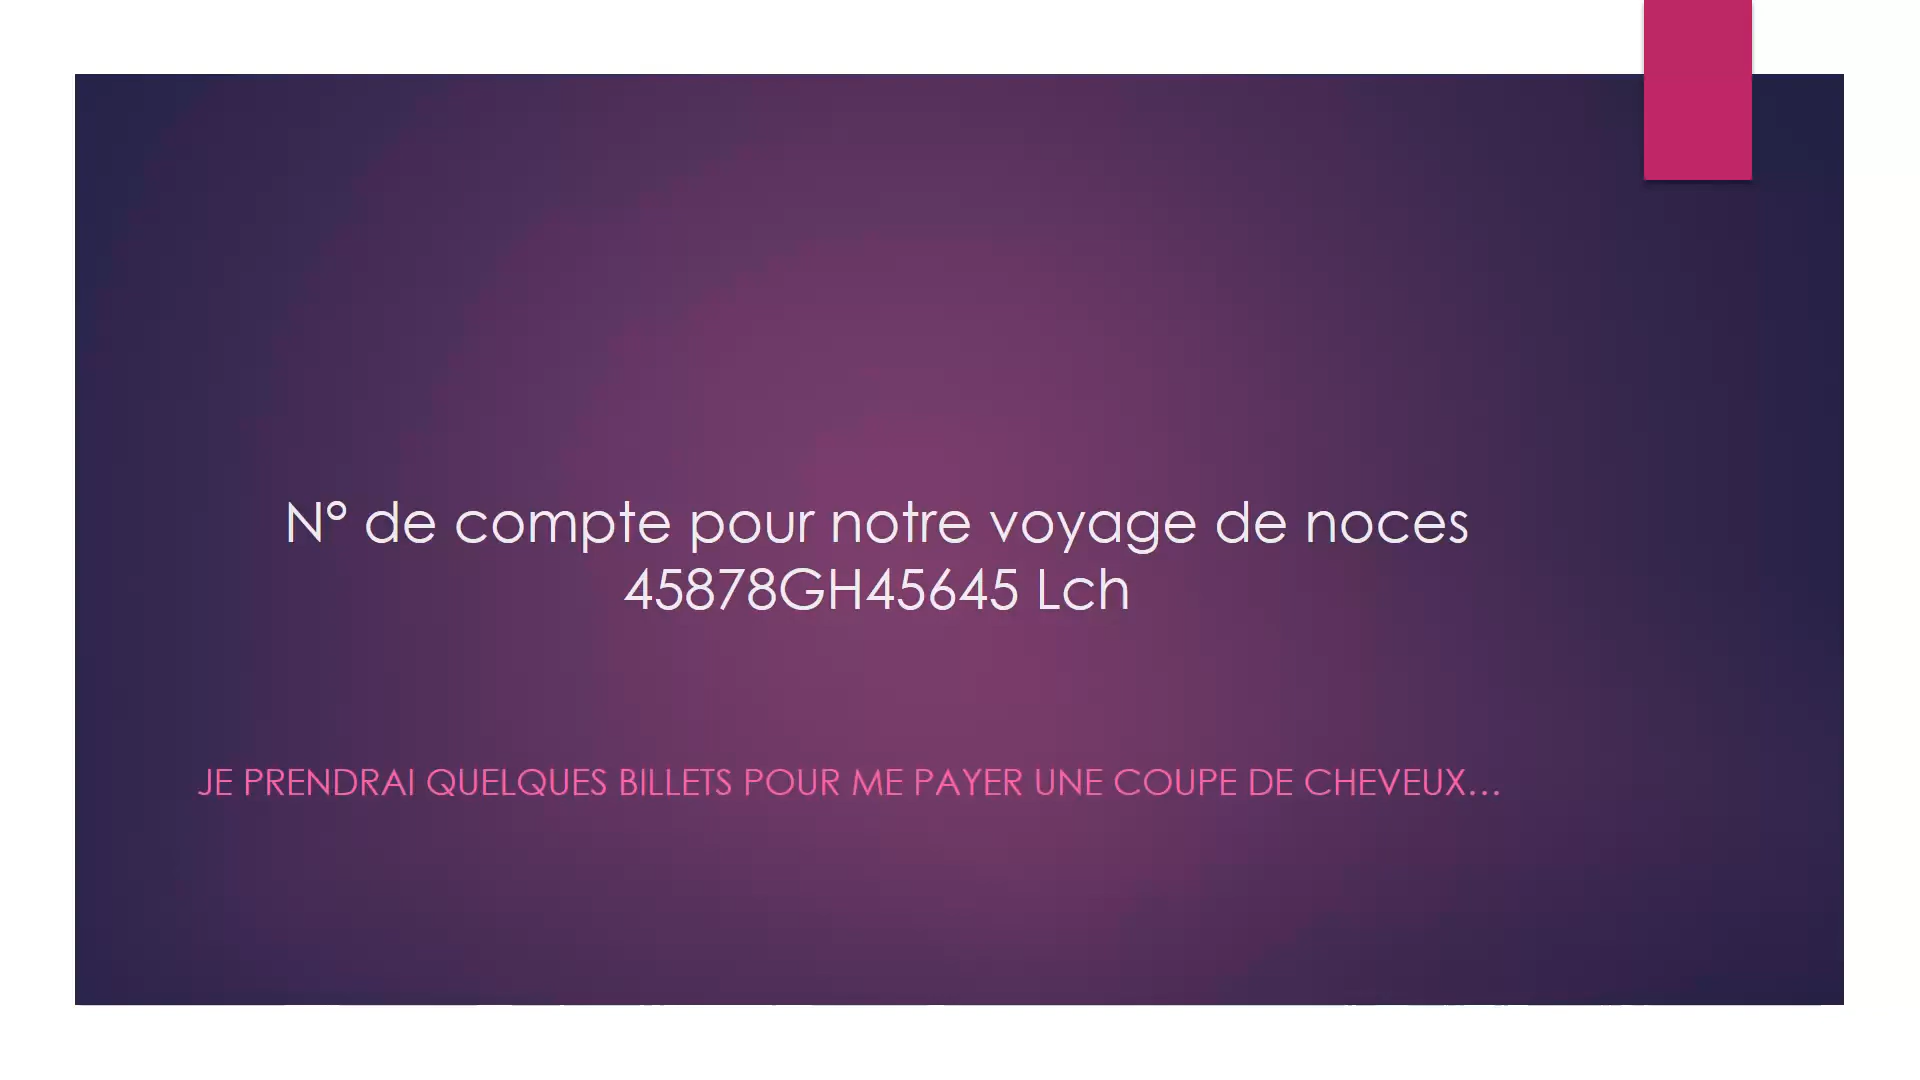 N° de compte pour notre voyage de noces
45878GH45645 Lch
JE PRENDRAI QUELQUES BILLETS POUR ME PAYER UNE COUPE DE CHEVEUX…